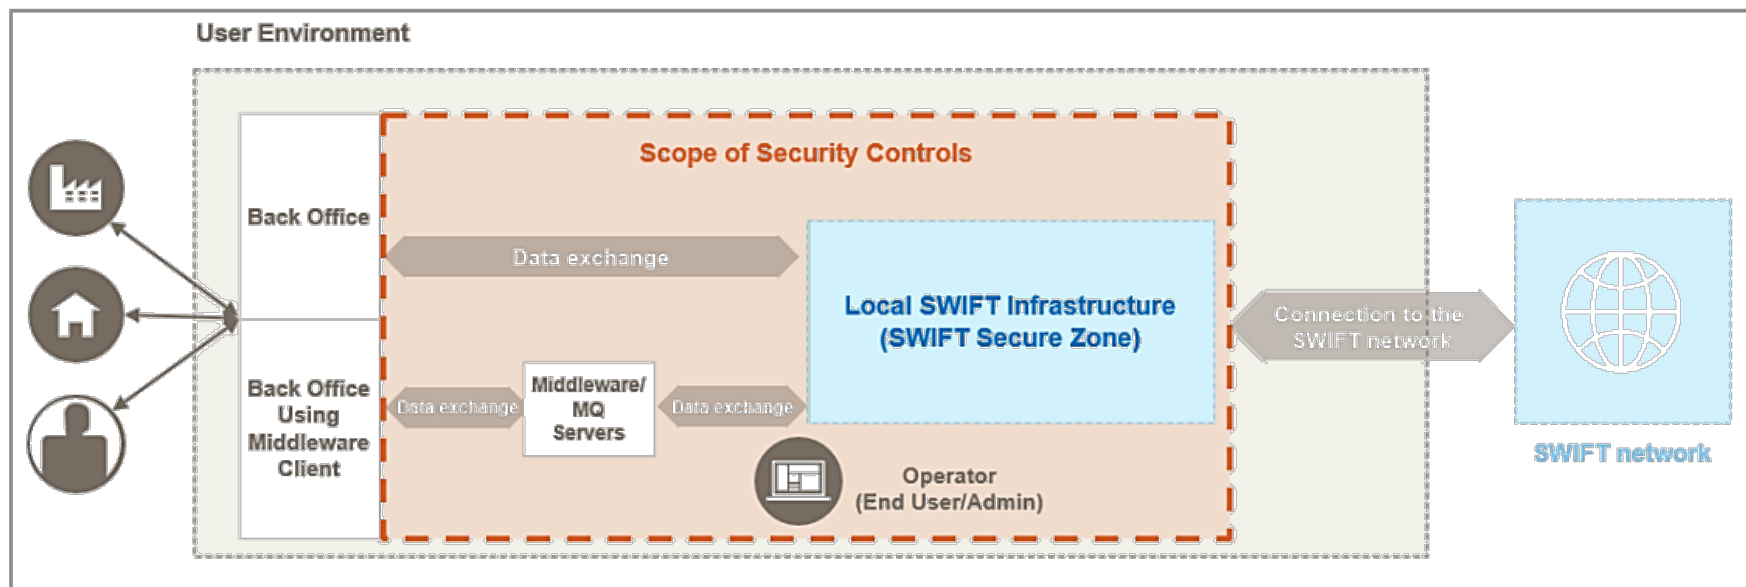 User Environment
Scope of Security Controls
Back Office
Data exchange
Local SWIFT Infrastructure
(SWIFT Secure Zone)
Connection to the
SWIFT network
Back Office
Using
Middleware
Client
Data exchange
Middleware/
MQ
Servers
Data exchange
Operator
(End User/Admin)
SWIFT network